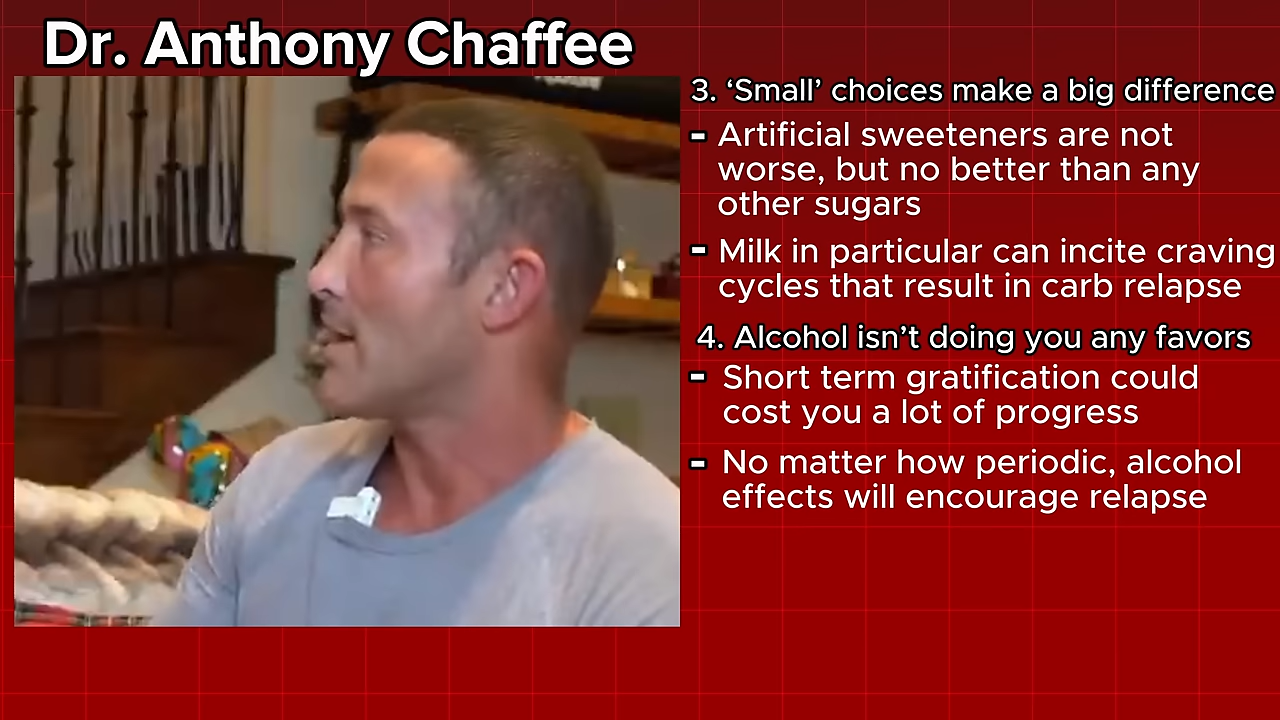 Dr. Anthony Chaffee
3. ‘Small’ choices make a big difference
- Artificial sweeteners are not
worse, but no better than any
other sugars
- Milk in particular can incite craving
cycles that result in carb relapse
4. Alcohol isn’t doing you any favors
- Short term gratification could
cost you a lot of progress
- No matter how periodic, alcohol
effects will encourage relapse